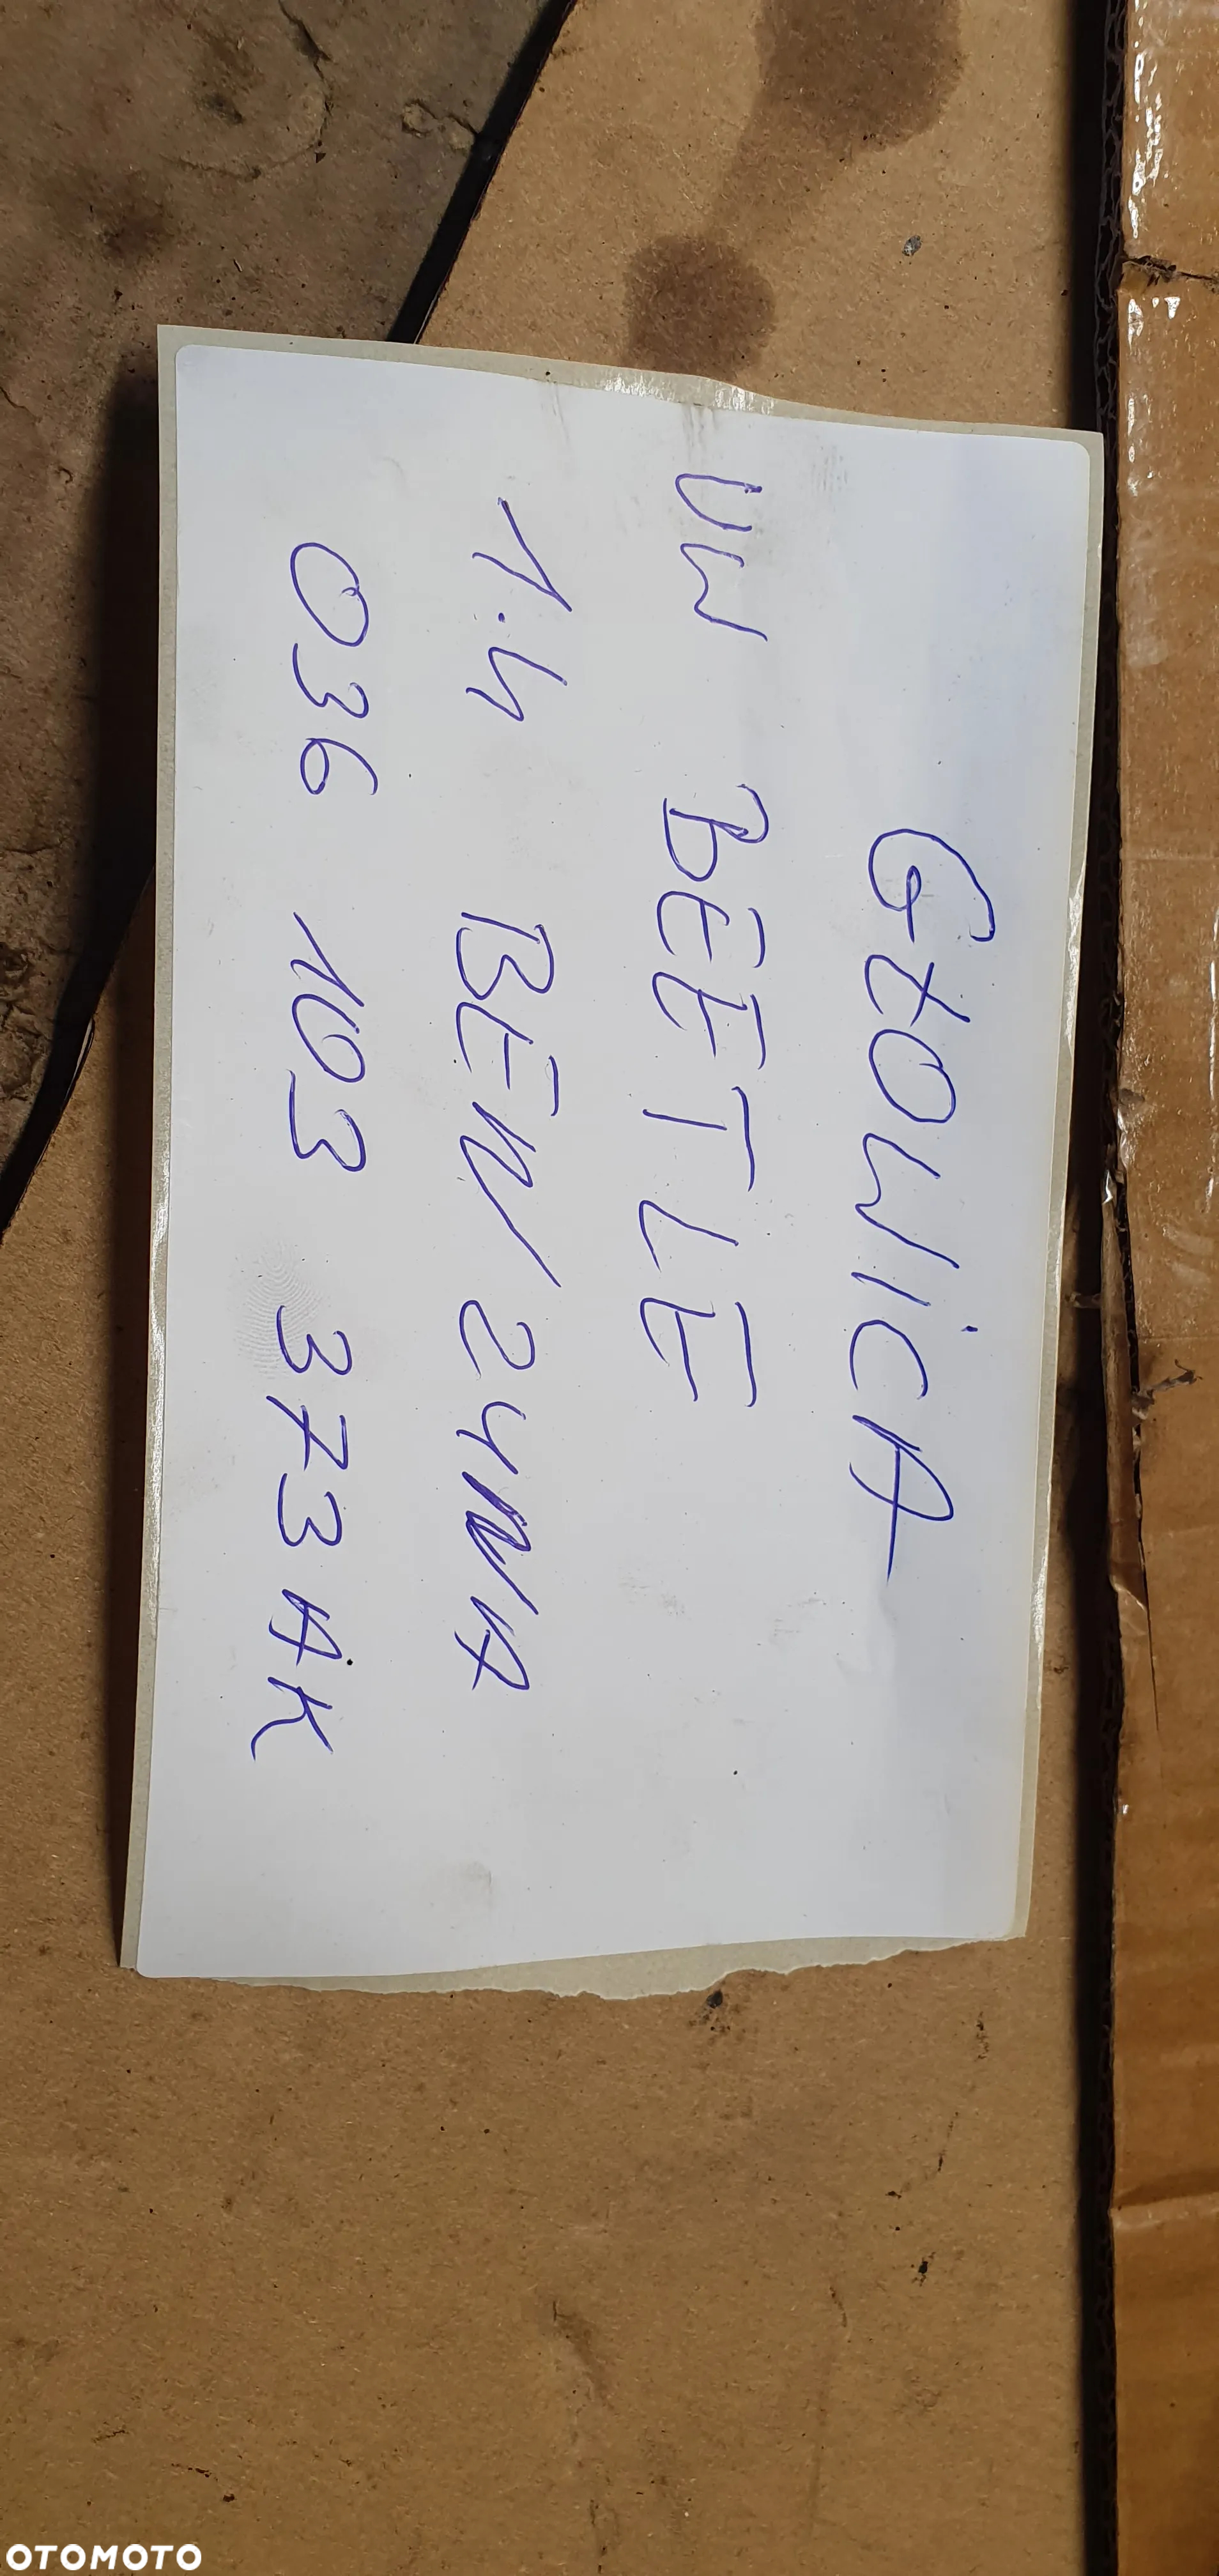 GŁOWICA
VW BEETLE
1.4 BENZYNA
036 103 373 AK
OTOMOTO